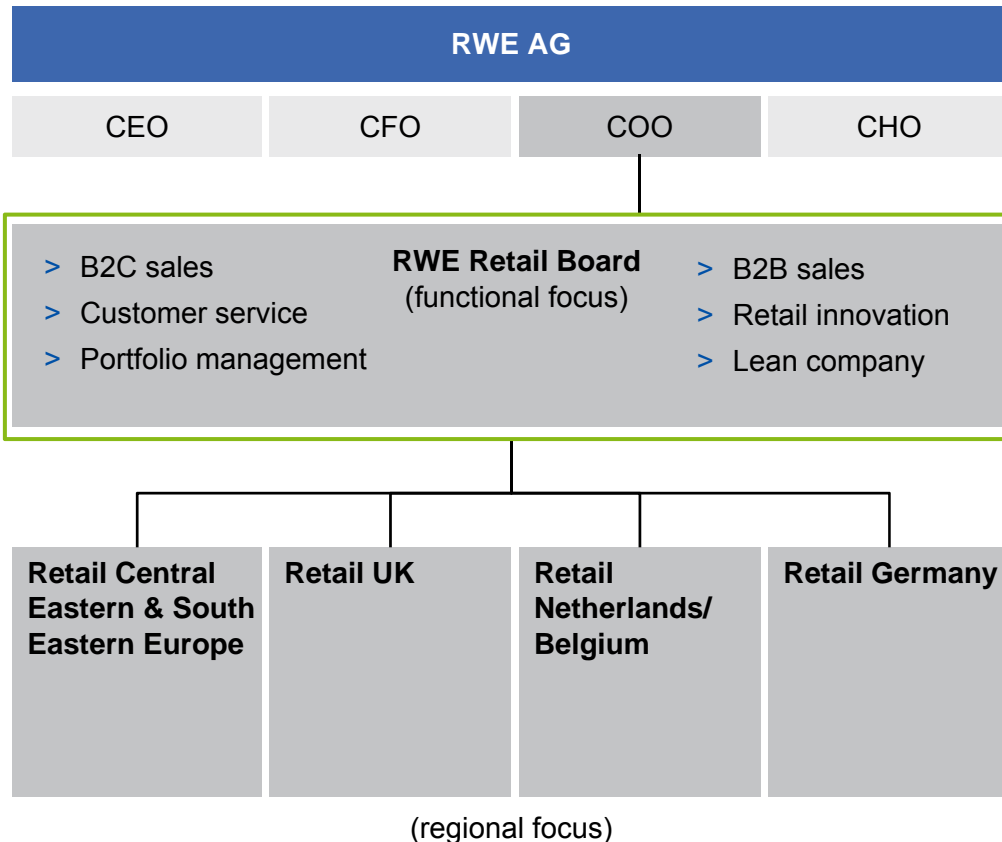 RWE AG
CEO
CFO
COO
CHO
RWE Retail Board
(functional focus)
> B2C sales
> Customer service
> Portfolio management
> B2B sales
> Retail innovation
> Lean company
Retail Central
Eastern & South
Eastern Europe
Retail UK
Retail
Netherlands/
Belgium
Retail Germany
(regional focus)